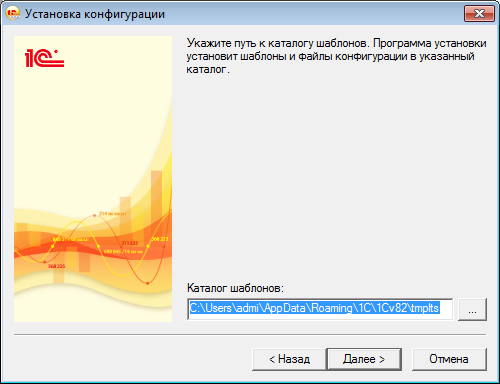 Установка конфигурации
Укажите путь к каталогу шаблонов. Программа установки
установит шаблоны и файлы конфигурации в указанный
каталог.
1С
Каталог шаблонов:
C:\Users\admi\AppData\Roaming\1C\1Cv82\tmplts
...
< Назад
Далее >
Отмена